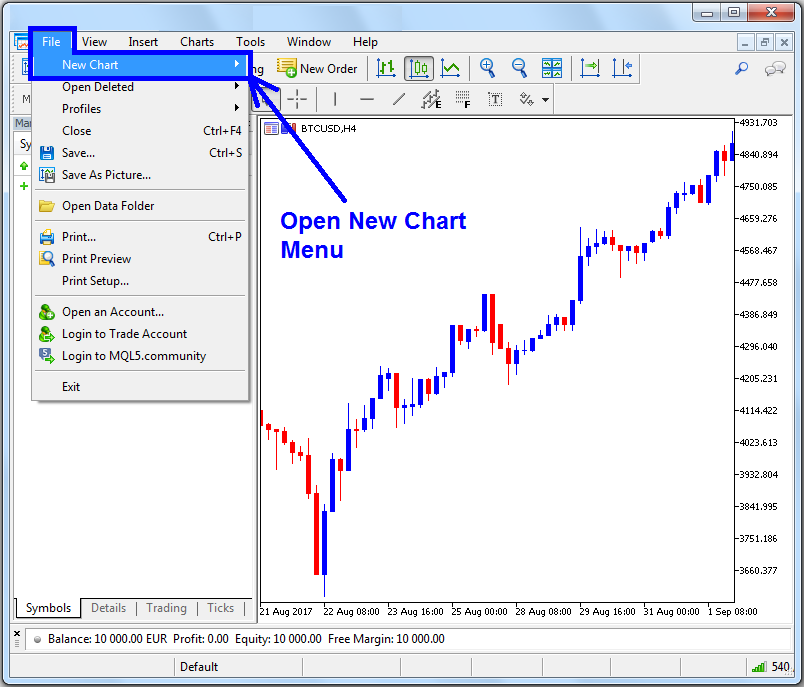 File View Insert Charts Tools Window Help
New Chart
Open Deleted
Profiles
Close Ctrl+F4
Save... Ctrl+S
Save As Picture...
Open Data Folder
Print... Ctrl+P
Print Preview
Print Setup...
Open an Account...
Login to Trade Account
Login to MQL5.community
Exit
New Order
E F T
BTCUSD,H4
Open New Chart
Menu
4931.703
4840.894
4750.085
4659.276
4568.467
4477.658
4386.849
4296.040
4205.231
4114.422
4023.613
3932.804
3841.995
3751.186
3660.377
21 Aug 2017 22 Aug 08:00 23 Aug 16:00 25 Aug 00:00 28 Aug 08:00 29 Aug 16:00 31 Aug 00:00 1 Sep 08:00
Symbols Details Trading Ticks
Balance: 10 000.00 EUR Profit: 0.00 Equity: 10 000.00 Free Margin: 10 000.00
Default
540